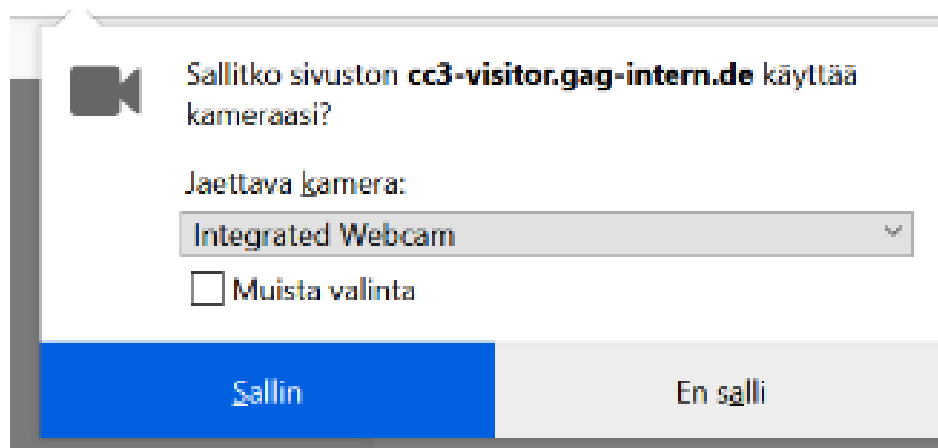 Sallitko sivuston cc3-visitor.gag-intern.de käyttää
kameraasi?
Jaettava kamera:
Integrated Webcam
Muista valinta
Sallin
En salli